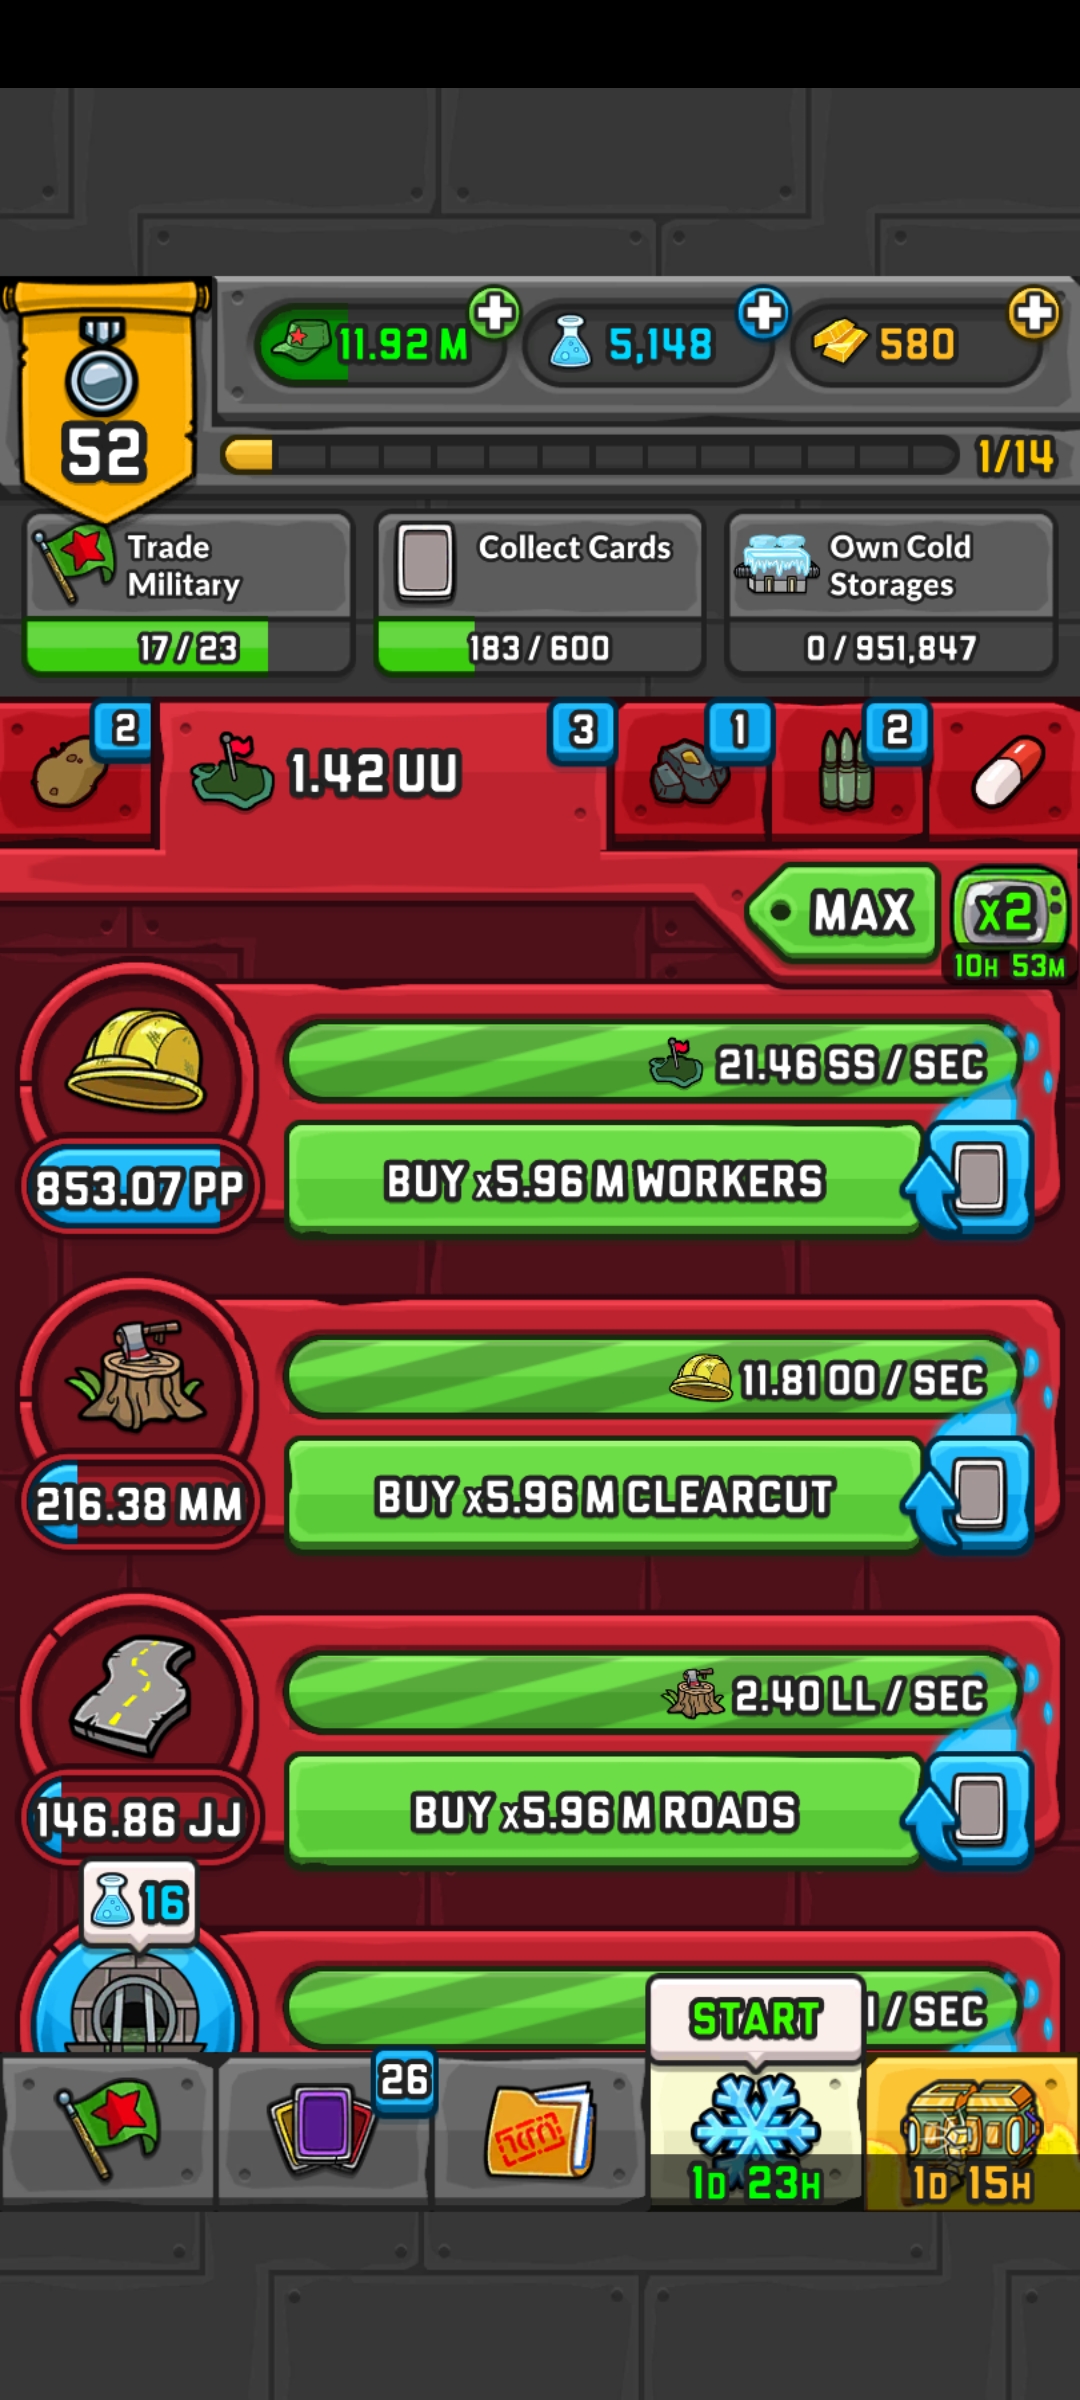 11.92 M
5,148
580
52
1/14
Trade
Military
17/23
Collect Cards
183/600
Own Cold
Storages
0/951,847
2
1.42 UU
3
1
2
MAX
x2
10H 53M
21.46 SS / SEC
853.07 PP
BUY x5.96 M WORKERS
11.81 OO / SEC
216.38 MM
BUY x5.96 M CLEARCUT
2.40 LL / SEC
146.86 JJ
BUY x5.96 M ROADS
16
/ SEC
START
26
1D 23H
1D 15H